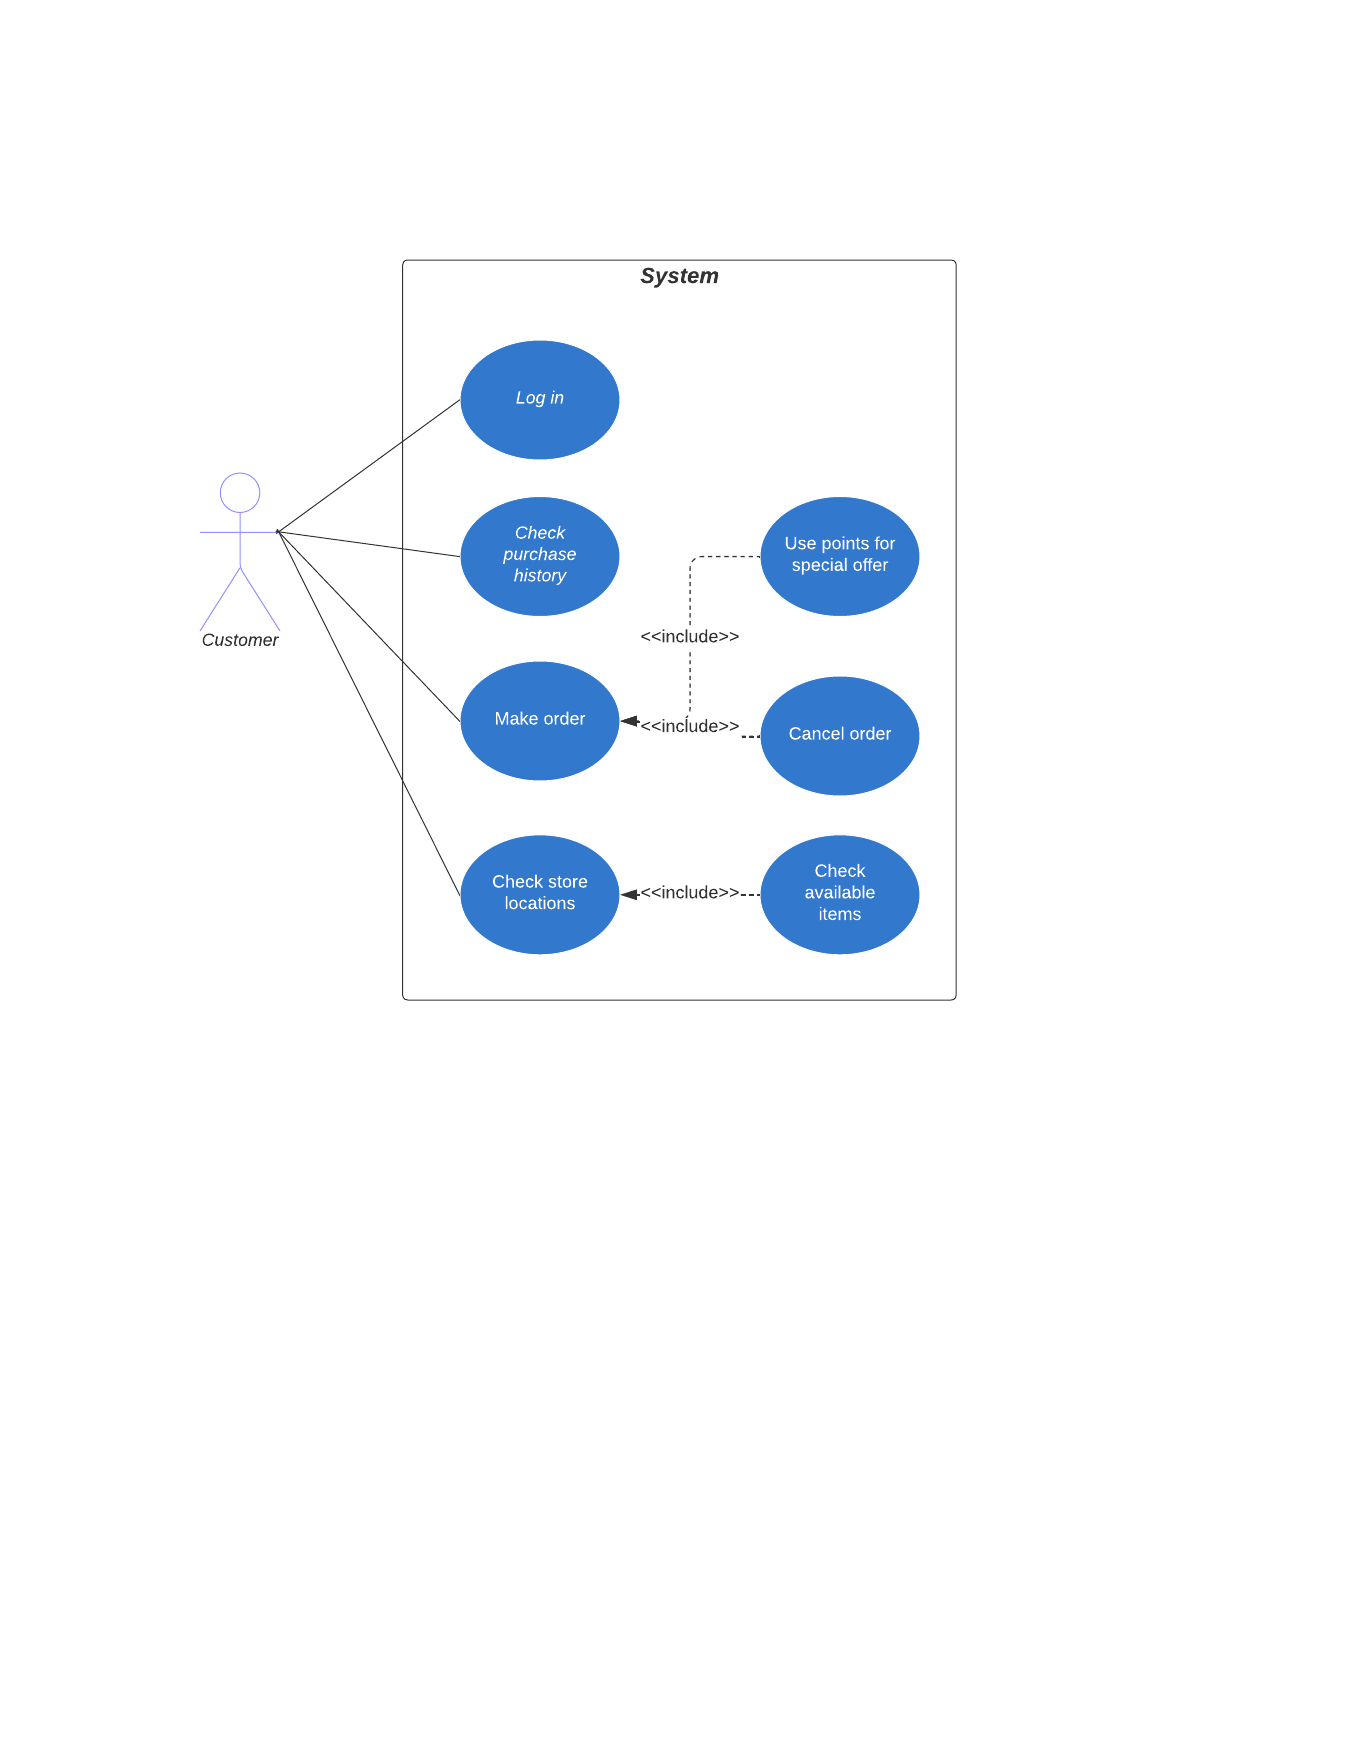 System
Log in
Check
purchase
history
Use points for
special offer
Customer
<<include>>
Make order
<<include>>
Cancel order
Check store
locations
<<include>>
Check
available
items